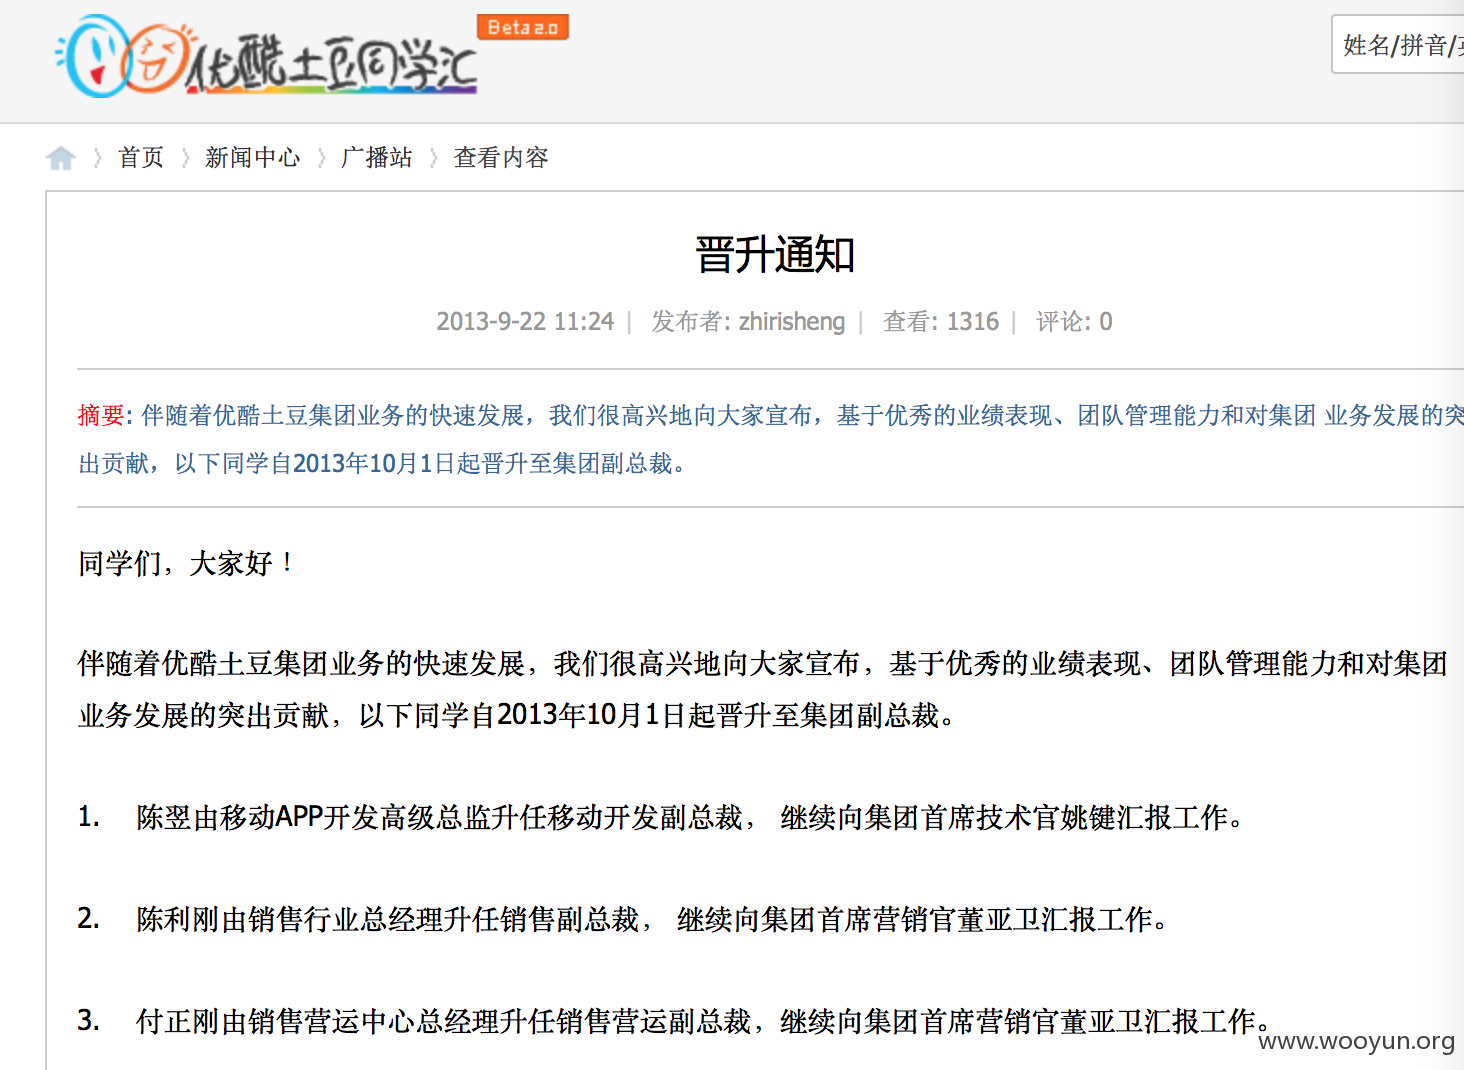 优酷土豆同学汇
Beta2.0
姓名/拼音/
首页 新闻中心 广播站 查看内容
晋升通知
2013-9-22 11:24 | 发布者: zhirisheng | 查看: 1316 | 评论: 0
摘要: 伴随着优酷土豆集团业务的快速发展，我们很高兴地向大家宣布，基于优秀的业绩表现、团队管理能力和对集团 业务发展的突
出贡献，以下同学自2013年10月1日起晋升至集团副总裁。
同学们，大家好！
伴随着优酷土豆集团业务的快速发展，我们很高兴地向大家宣布，基于优秀的业绩表现、团队管理能力和对集团
业务发展的突出贡献，以下同学自2013年10月1日起晋升至集团副总裁。
1. 陈翌由移动APP开发高级总监升任移动开发副总裁， 继续向集团首席技术官姚键汇报工作。
2. 陈利刚由销售行业总经理升任销售副总裁， 继续向集团首席营销官董亚卫汇报工作。
3. 付正刚由销售营运中心总经理升任销售营运副总裁，继续向集团首席营销官董亚卫汇报工作。
www.wooyun.org